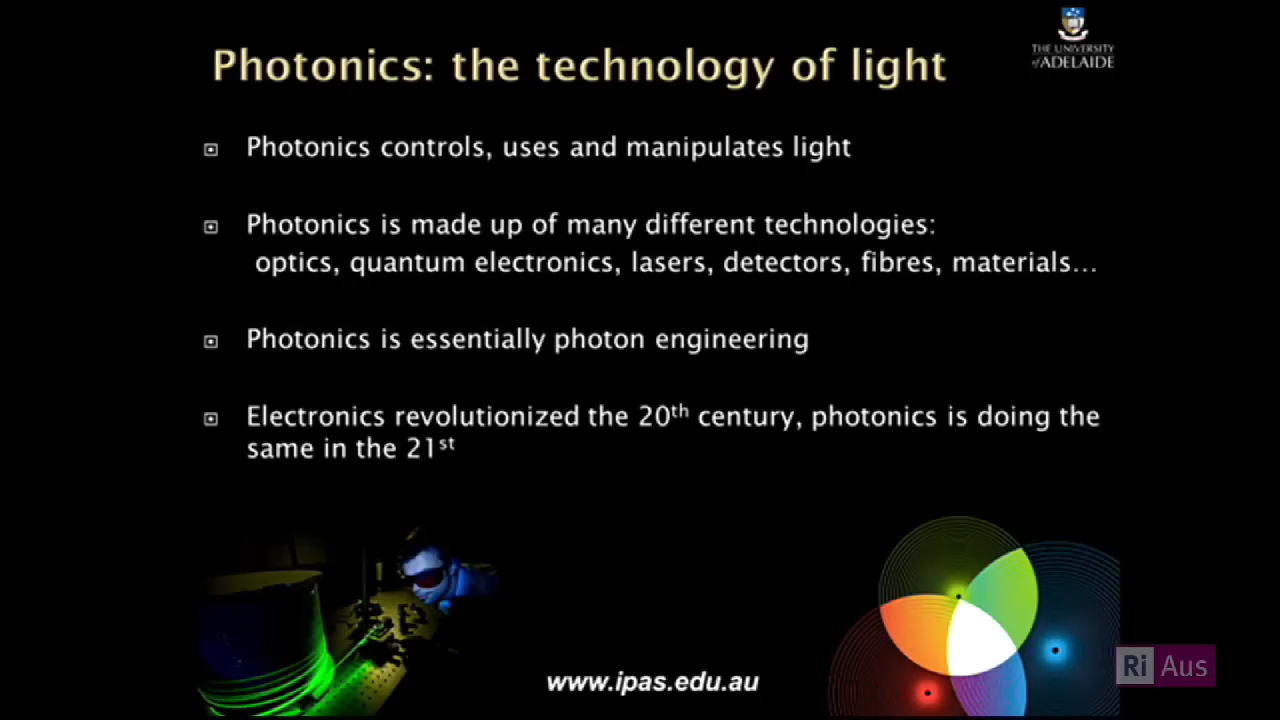 Photonics: the technology of light
THE UNIVERSITY
of ADELAIDE
Photonics controls, uses and manipulates light
Photonics is made up of many different technologies:
optics, quantum electronics, lasers, detectors, fibres, materials...
Photonics is essentially photon engineering
Electronics revolutionized the 20th century, photonics is doing the
same in the 21st
www.ipas.edu.au
Ri Aus